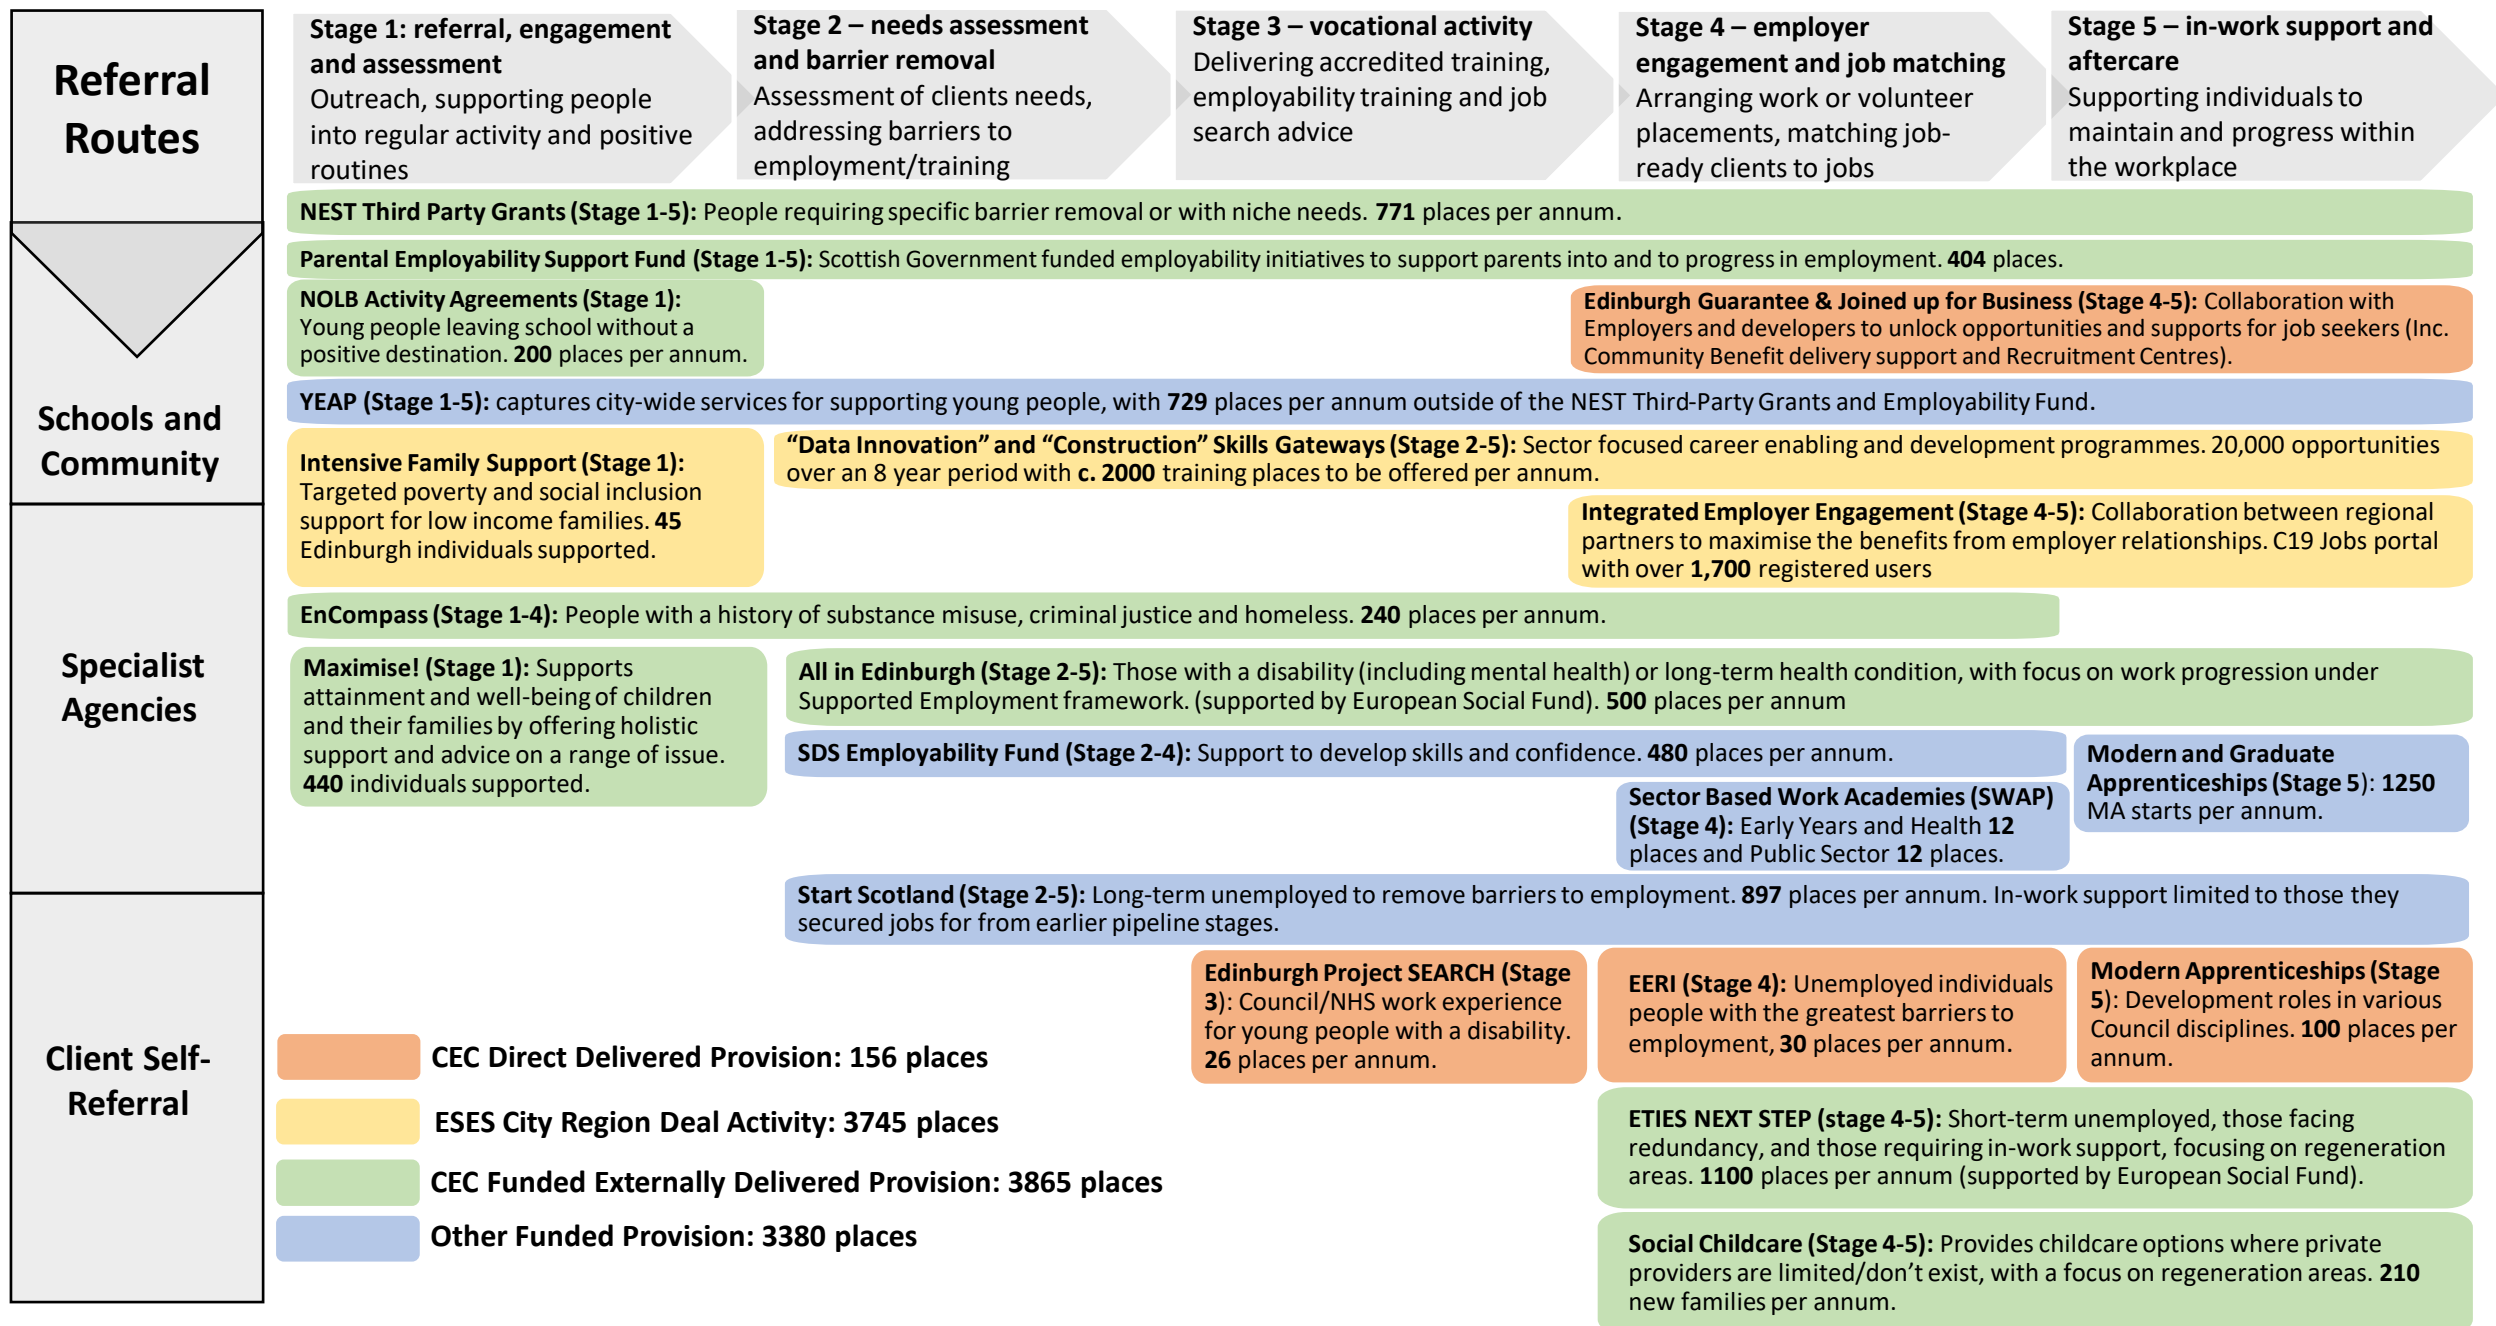 Referral
Routes
Schools and
Community
Specialist
Agencies
Client Self-
Referral
Stage 1: referral, engagement
and assessment
Outreach, supporting people
into regular activity and positive
routines
Stage 2 – needs assessment
and barrier removal
Assessment of clients needs,
addressing barriers to
employment/training
Stage 3 – vocational activity
Delivering accredited training,
employability training and job
search advice
Stage 4 – employer
engagement and job matching
Arranging work or volunteer
placements, matching job-
ready clients to jobs
Stage 5 – in-work support and
aftercare
Supporting individuals to
maintain and progress within
the workplace
NEST Third Party Grants (Stage 1-5): People requiring specific barrier removal or with niche needs. 771 places per annum.
Parental Employability Support Fund (Stage 1-5): Scottish Government funded employability initiatives to support parents into and to progress in employment. 404 places.
NOLB Activity Agreements (Stage 1):
Young people leaving school without a
positive destination. 200 places per annum.
Edinburgh Guarantee & Joined up for Business (Stage 4-5): Collaboration with
Employers and developers to unlock opportunities and supports for job seekers (Inc.
Community Benefit delivery support and Recruitment Centres).
YEAP (Stage 1-5): captures city-wide services for supporting young people, with 729 places per annum outside of the NEST Third-Party Grants and Employability Fund.
Intensive Family Support (Stage 1):
Targeted poverty and social inclusion
support for low income families. 45
Edinburgh individuals supported.
“Data Innovation” and “Construction” Skills Gateways (Stage 2-5): Sector focused career enabling and development programmes. 20,000 opportunities
over an 8 year period with c. 2000 training places to be offered per annum.
Integrated Employer Engagement (Stage 4-5): Collaboration between regional
partners to maximise the benefits from employer relationships. C19 Jobs portal
with over 1,700 registered users
EnCompass (Stage 1-4): People with a history of substance misuse, criminal justice and homeless. 240 places per annum.
Maximise! (Stage 1): Supports
attainment and well-being of children
and their families by offering holistic
support and advice on a range of issue.
440 individuals supported.
All in Edinburgh (Stage 2-5): Those with a disability (including mental health) or long-term health condition, with focus on work progression under
Supported Employment framework. (supported by European Social Fund). 500 places per annum
SDS Employability Fund (Stage 2-4): Support to develop skills and confidence. 480 places per annum.
Modern and Graduate
Apprenticeships (Stage 5): 1250
MA starts per annum.
Sector Based Work Academies (SWAP)
(Stage 4): Early Years and Health 12
places and Public Sector 12 places.
Start Scotland (Stage 2-5): Long-term unemployed to remove barriers to employment. 897 places per annum. In-work support limited to those they
secured jobs for from earlier pipeline stages.
Edinburgh Project SEARCH (Stage
3): Council/NHS work experience
for young people with a disability.
26 places per annum.
EERI (Stage 4): Unemployed individuals
people with the greatest barriers to
employment, 30 places per annum.
Modern Apprenticeships (Stage
5): Development roles in various
Council disciplines. 100 places per
annum.
ETIES NEXT STEP (stage 4-5): Short-term unemployed, those facing
redundancy, and those requiring in-work support, focusing on regeneration
areas. 1100 places per annum (supported by European Social Fund).
Social Childcare (Stage 4-5): Provides childcare options where private
providers are limited/don’t exist, with a focus on regeneration areas. 210
new families per annum.
CEC Direct Delivered Provision: 156 places
ESES City Region Deal Activity: 3745 places
CEC Funded Externally Delivered Provision: 3865 places
Other Funded Provision: 3380 places